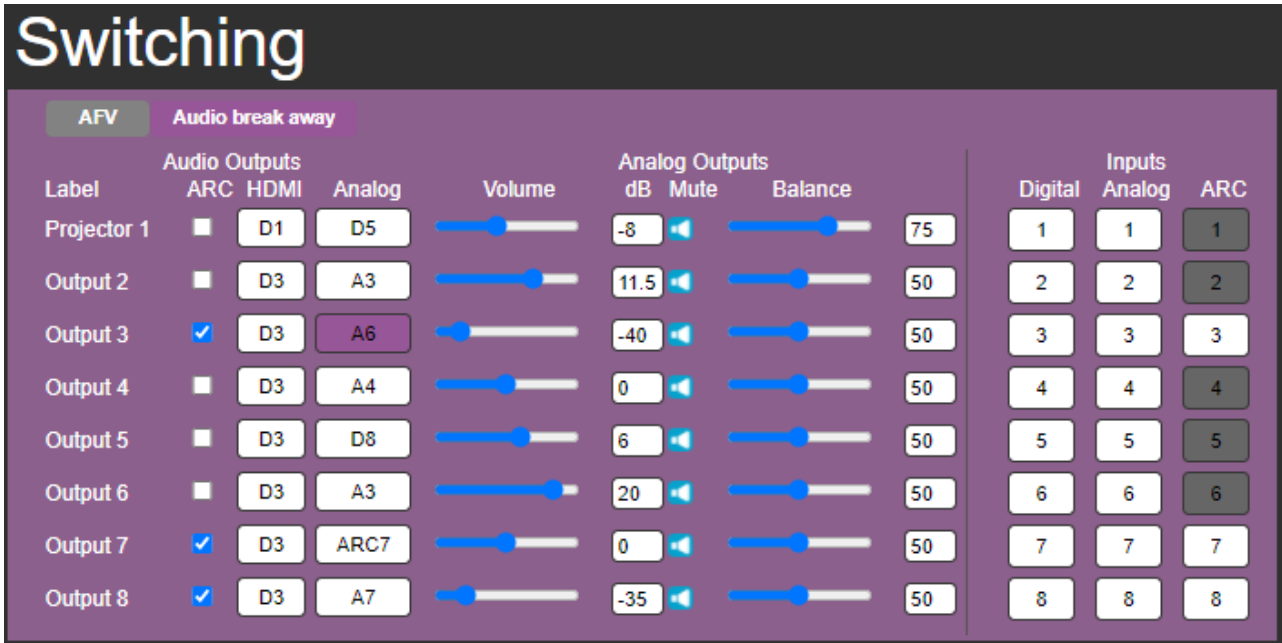 Switching
AFV Audio break away
Audio Outputs Analog Outputs Inputs
Label ARC HDMI Analog Volume dB Mute Balance Digital Analog ARC
Projector 1 D1 D5 -8 75 1 1 1
Output 2 D3 A3 11.5 50 2 2 2
Output 3 D3 A6 -40 50 3 3 3
Output 4 D3 A4 0 50 4 4 4
Output 5 D3 D8 6 50 5 5 5
Output 6 D3 A3 20 50 6 6 6
Output 7 D3 ARC7 0 50 7 7 7
Output 8 D3 A7 -35 50 8 8 8